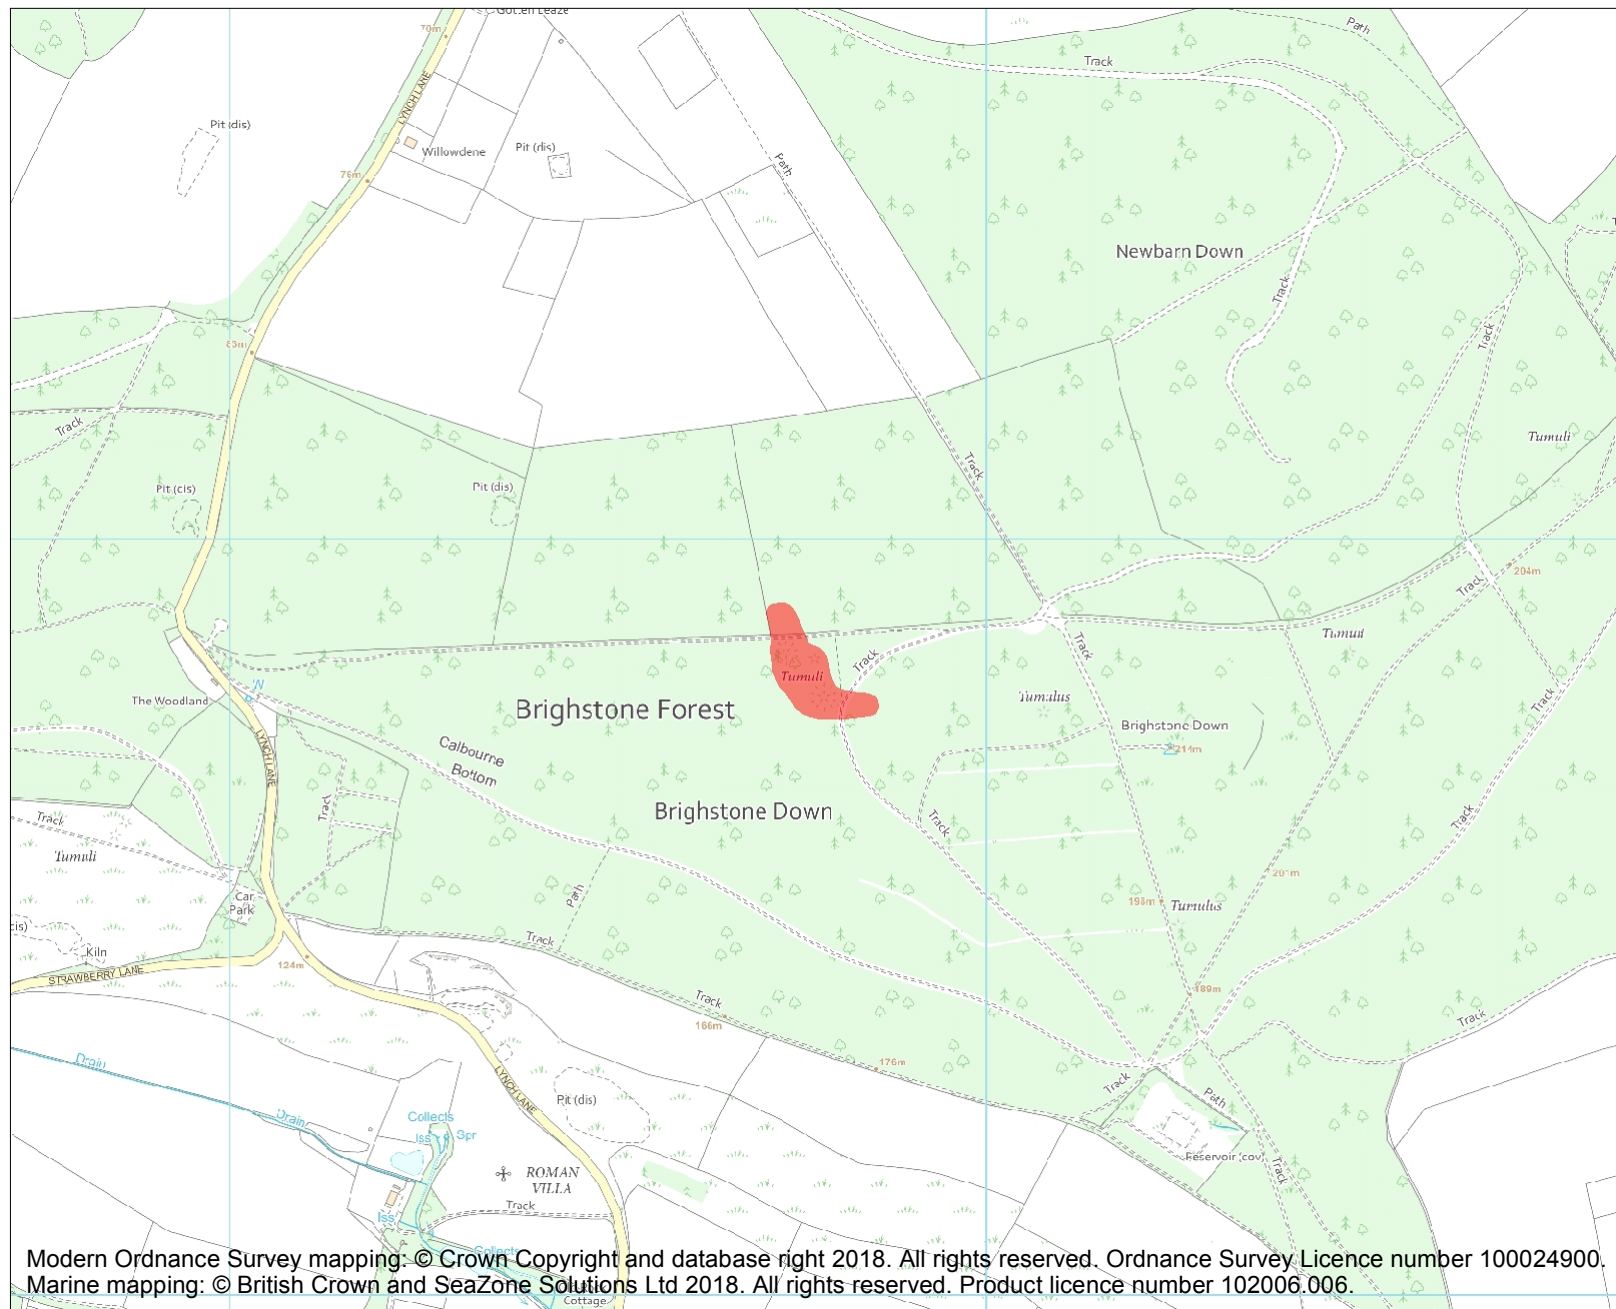 70m
Path
Track
LYNCH LANE
Pit (dis)
Willowdene
Pit (dis)
Path
76m
Newbarn Down
Track
83m
Track
Track
Tumuli
Track
Pit (dis)
Track
204m
Track
Tumuli
Track
Track
Tumuli
Track
The Woodland
Brighstone Forest
Tumulus
Brighstone Down
214m
LYNCH LANE
Calbourne
Bottom
Track
Brighstone Down
Track
Track
Track
Tumuli
201m
Car
Park
Path
198m
Tumulus
Kiln
Track
STRAWBERRY LANE
124m
189m
Track
166m
Track
Drain
176m
Track
Path
LYNCH LANE
Pit (dis)
Drain
Collects
Iss
Spr
Reservoir (cov)
Track
ROMAN
VILLA
Track
Iss
Collects
Cottage
Modern Ordnance Survey mapping: © Crown Copyright and database right 2018. All rights reserved. Ordnance Survey Licence number 100024900.
Marine mapping: © British Crown and SeaZone Solutions Ltd 2018. All rights reserved. Product licence number 102006.006.